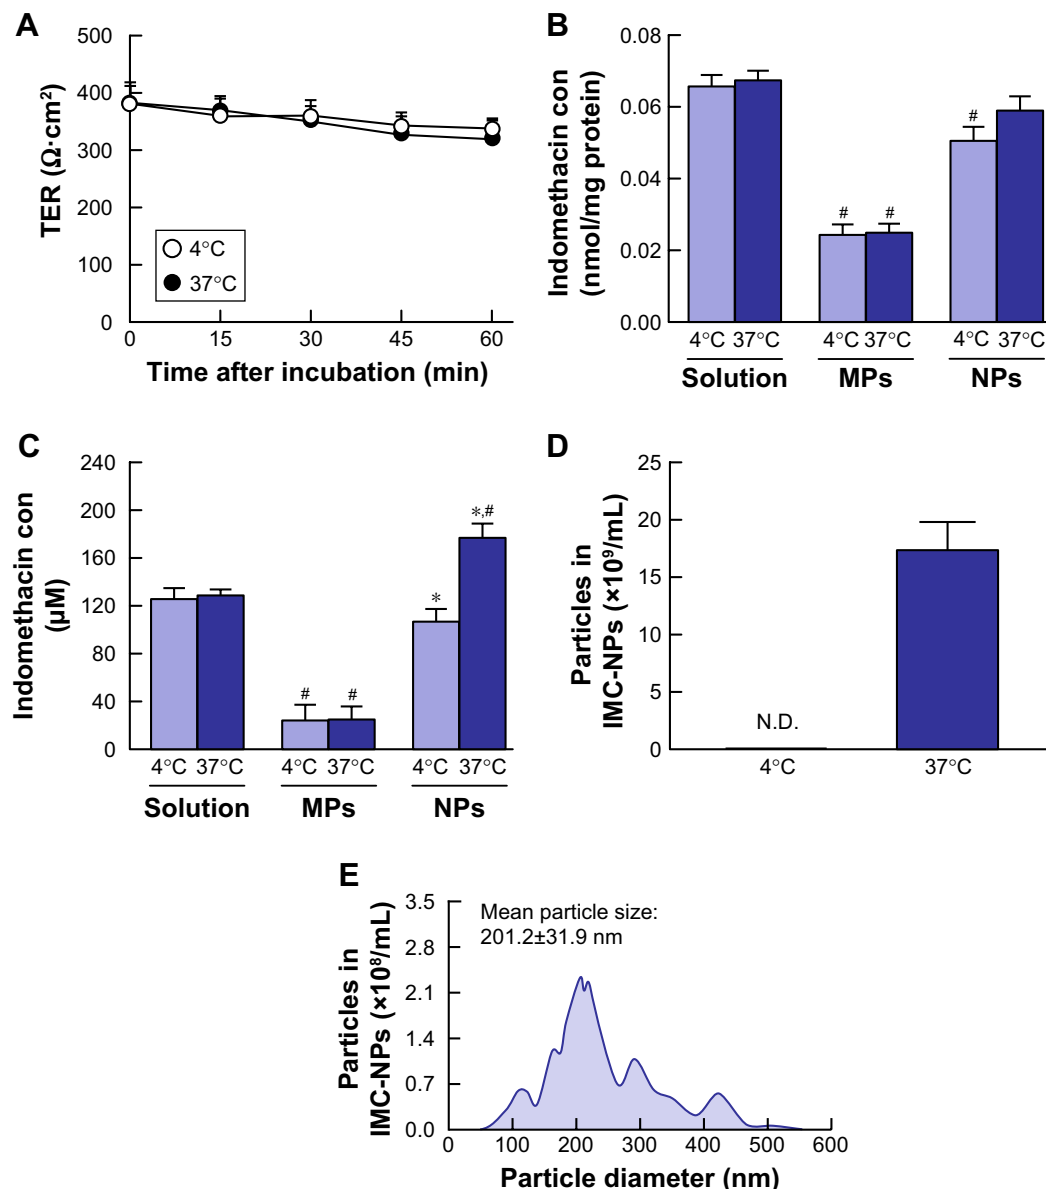 A
TER (Ω·cm²)
500
400
300
200
100
0
4°C
37°C
0 15 30 45 60
Time after incubation (min)
B
Indomethacin con
(nmol/mg protein)
0.08
0.06
0.04
0.02
0.00
# # #
4°C 37°C 4°C 37°C 4°C 37°C
Solution MPs NPs
C
Indomethacin con
(µM)
240
200
160
120
80
40
0
# # * *,#
4°C 37°C 4°C 37°C 4°C 37°C
Solution MPs NPs
D
Particles in
IMC-NPs (×10⁹/mL)
25
20
15
10
5
0
N.D.
4°C 37°C
E
Particles in
IMC-NPs (×10⁸/mL)
3.5
2.8
2.1
1.4
0.7
0.0
Mean particle size:
201.2±31.9 nm
0 100 200 300 400 500 600
Particle diameter (nm)